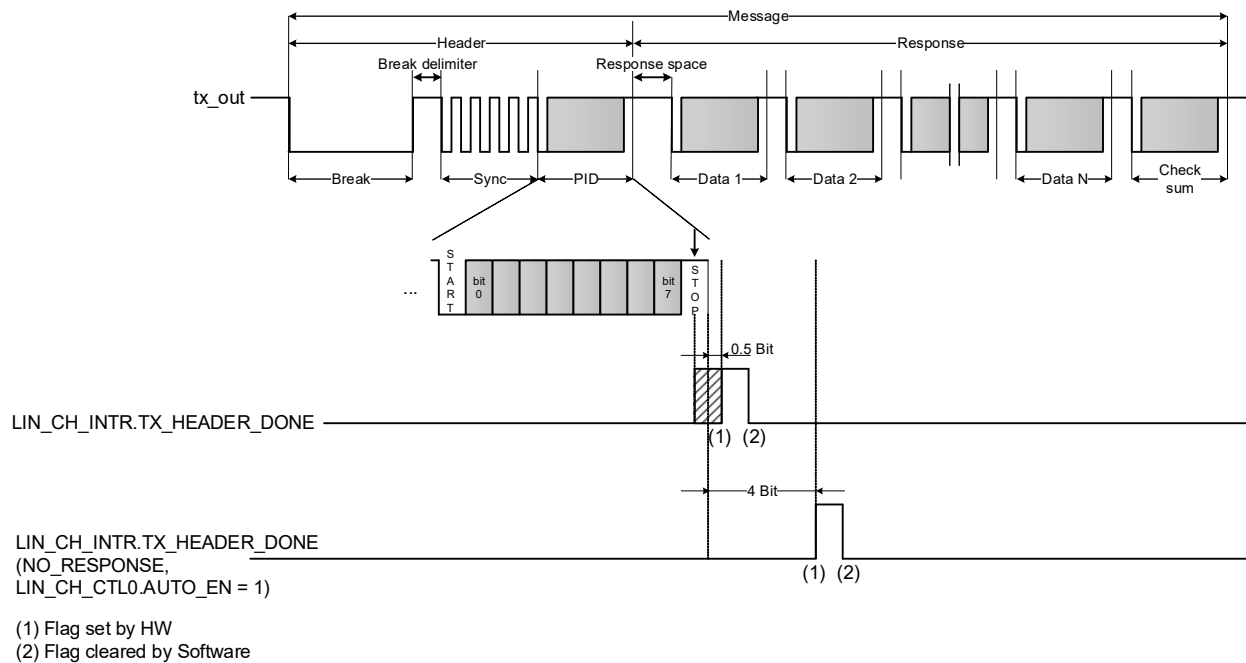 Message
Header
Response
Break delimiter
Response space
tx_out
Break
Sync
PID
Data 1
Data 2
Data N
Check
sum
...
START
bit
0
bit
7
STOP
0.5 Bit
LIN_CH_INTR.TX_HEADER_DONE
(1) (2)
4 Bit
LIN_CH_INTR.TX_HEADER_DONE
(NO_RESPONSE,
LIN_CH_CTL0.AUTO_EN = 1)
(1) (2)
(1) Flag set by HW
(2) Flag cleared by Software